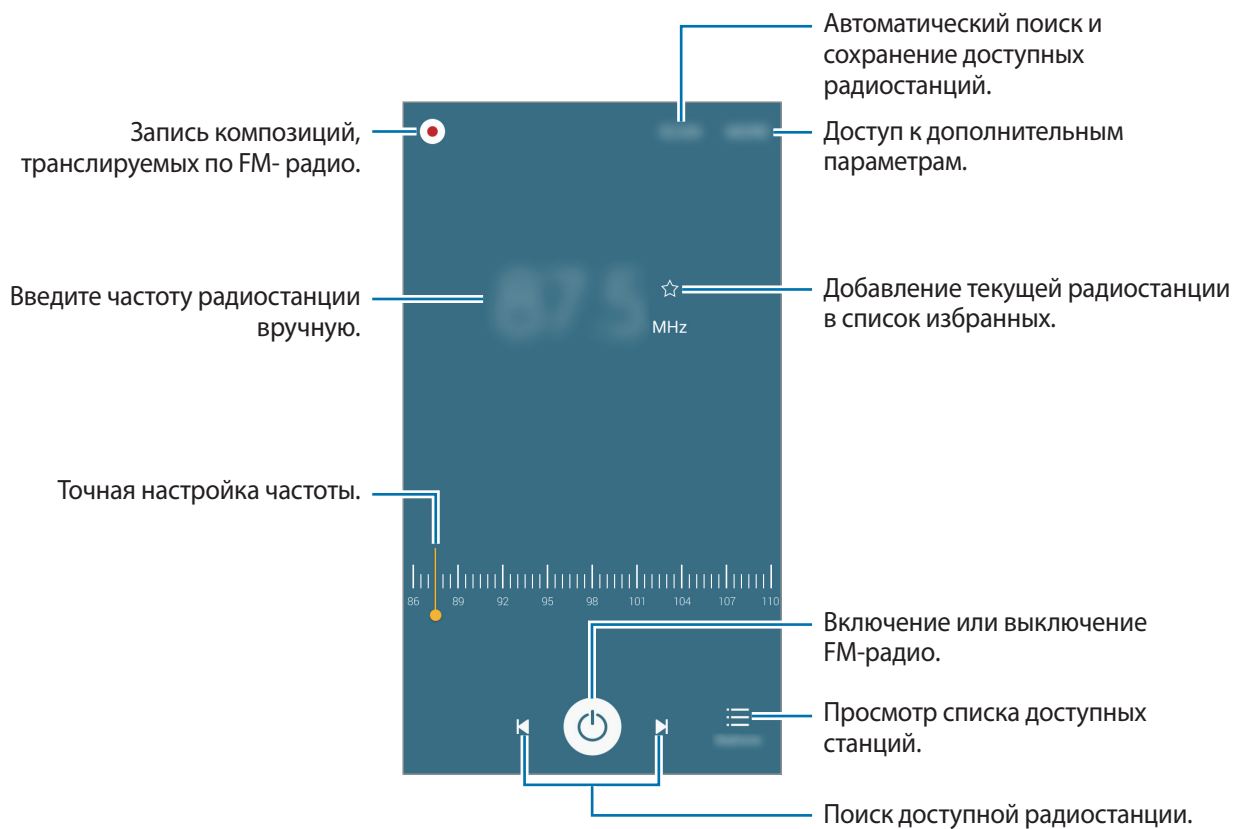 Автоматический поиск и
сохранение доступных
радиостанций.
Запись композиций,
транслируемых по FM- радио.
Доступ к дополнительным
параметрам.
Введите частоту радиостанции
вручную.
87.5
MHz
Добавление текущей радиостанции
в список избранных.
Точная настройка частоты.
86 89 92 95 98 101 104 107 110
Включение или выключение
FM-радио.
Просмотр списка доступных
станций.
Поиск доступной радиостанции.